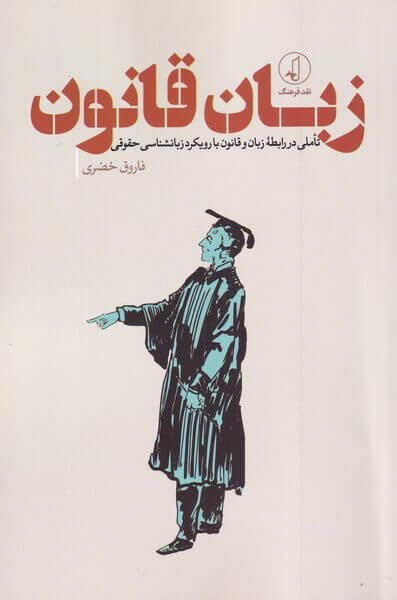 نقد فرهنگ
زبان قانون
تأملی در رابطهٔ زبان و قانون با رویکرد زبانشناسی حقوقی
فاروق خضری